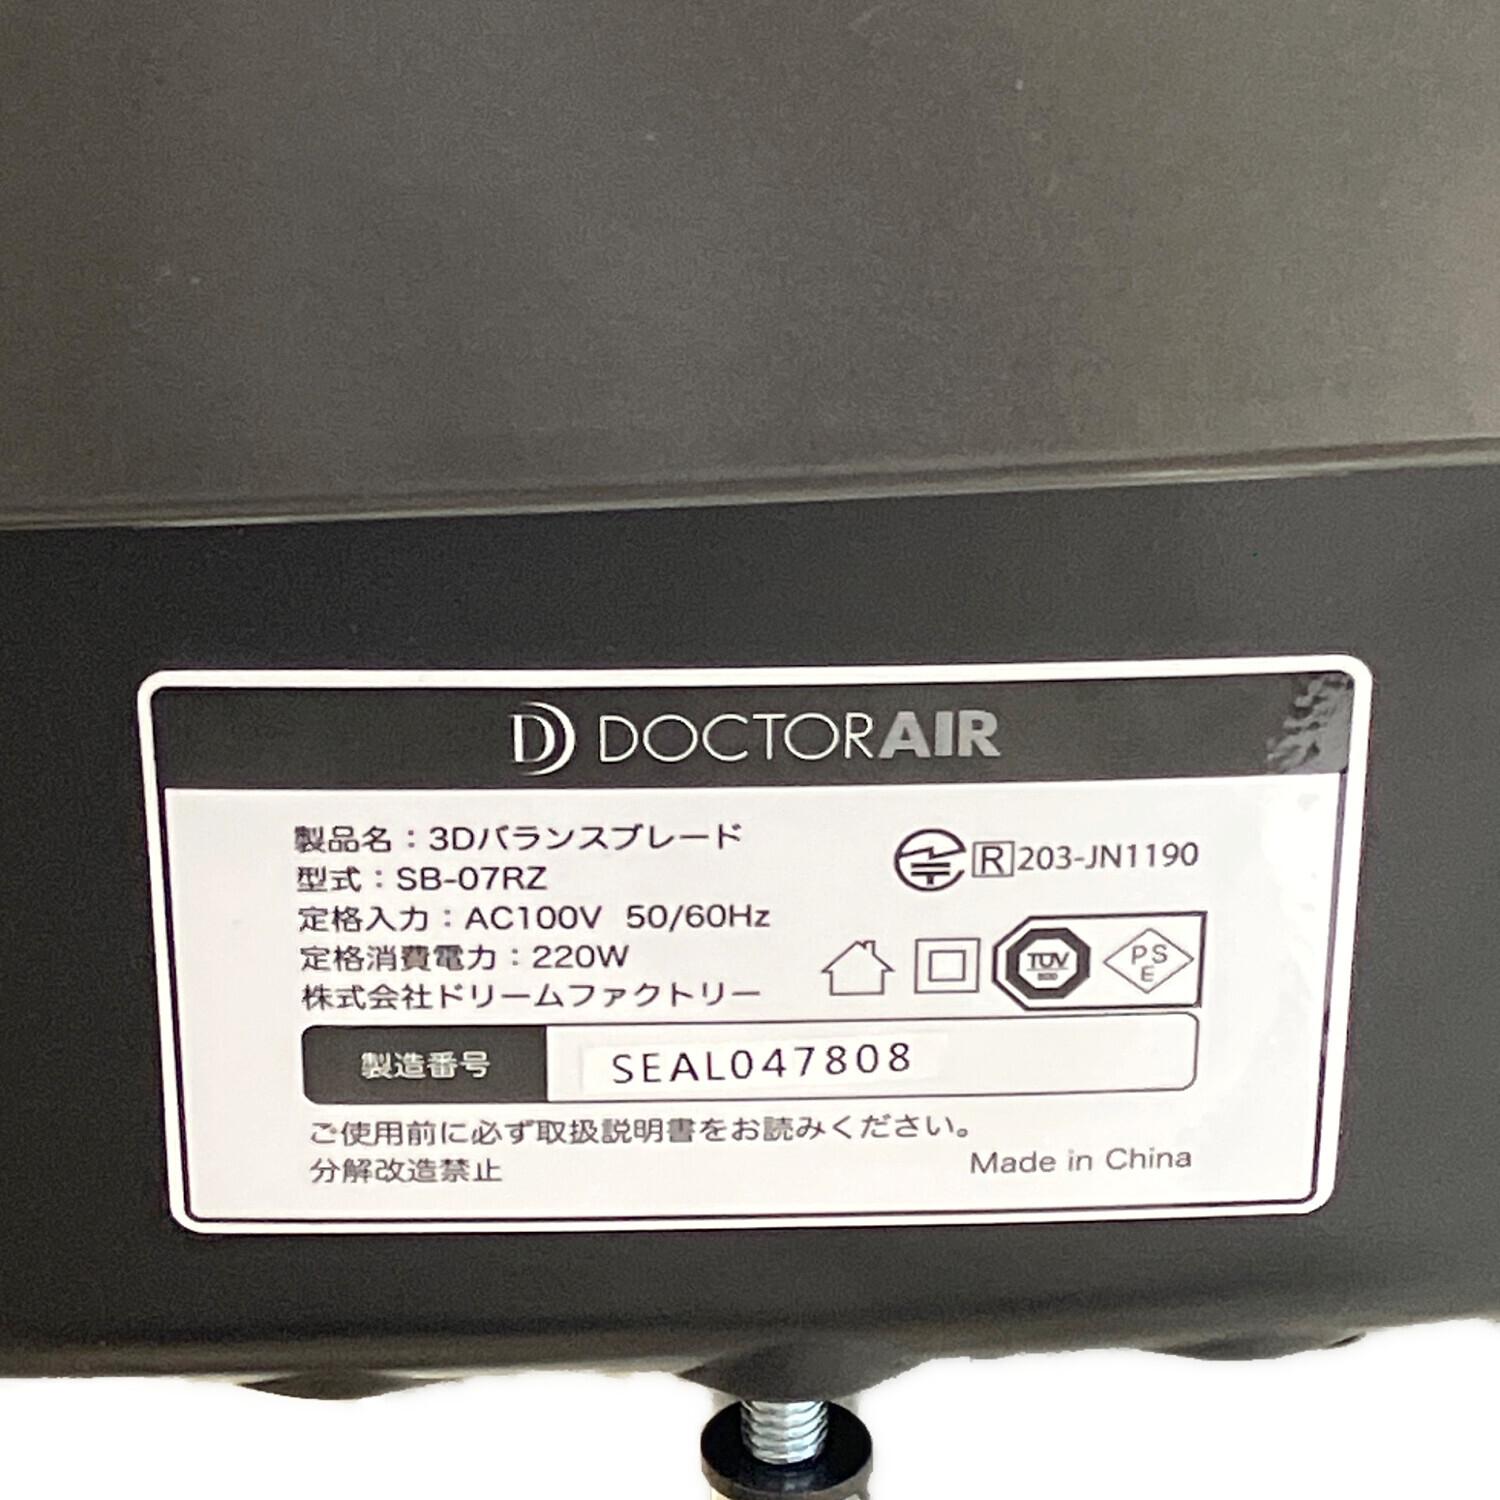 DOCTORAIR
製品名：3Dバランスブレード
型式：SB-07RZ
定格入力：AC100V 50/60Hz
定格消費電力：220W
株式会社ドリームファクトリー
R 203-JN1190
TÜV
PS
E
製造番号 SEAL047808
ご使用前に必ず取扱説明書をお読みください。
分解改造禁止
Made in China